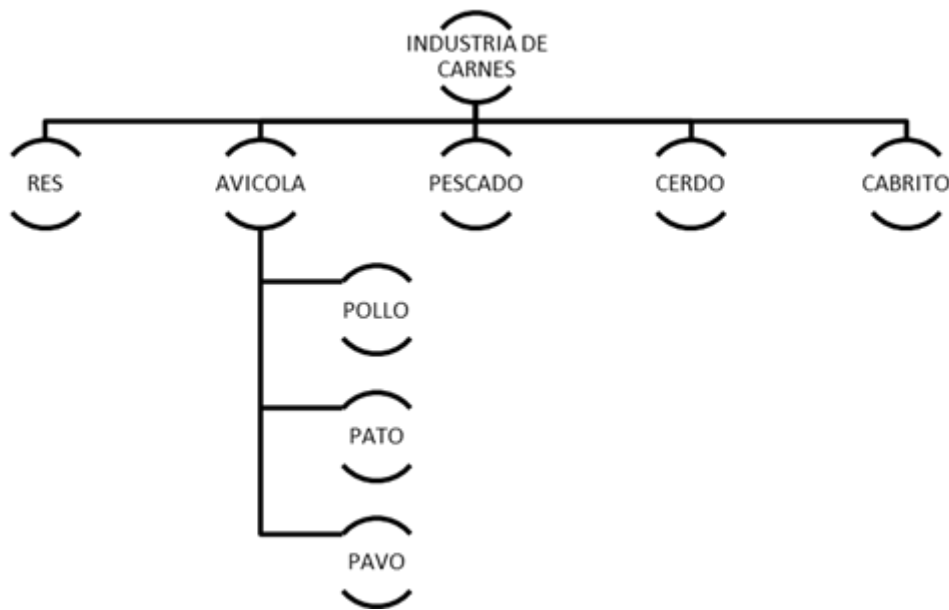 INDUSTRIA DE
CARNES
RES
AVICOLA
PESCADO
CERDO
CABRITO
POLLO
PATO
PAVO